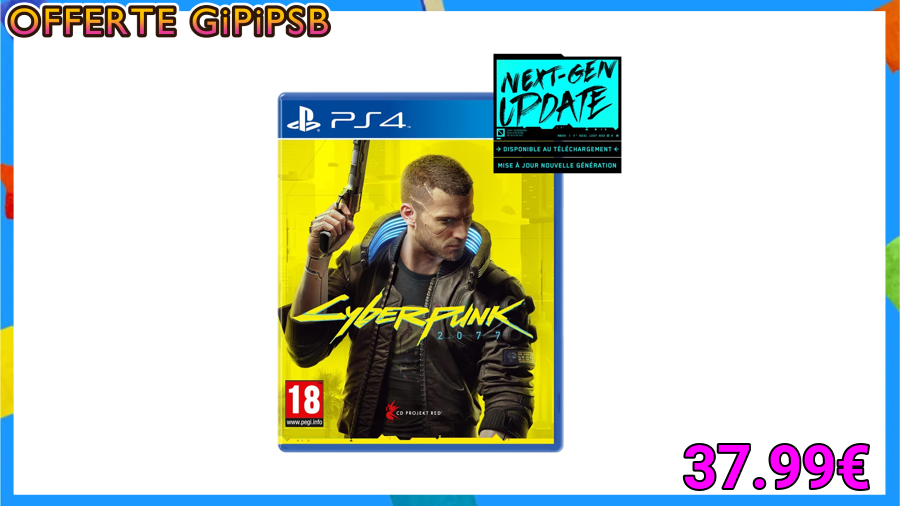 OFFERTE GiPiPSB
NEXT-GEN
UPDATE
DISPONIBLE AU TÉLÉCHARGEMENT
MISE À JOUR NOUVELLE GÉNÉRATION
PS4
Cyberpunk
2077
18
www.pegi.info
CD PROJEKT RED
37.99€